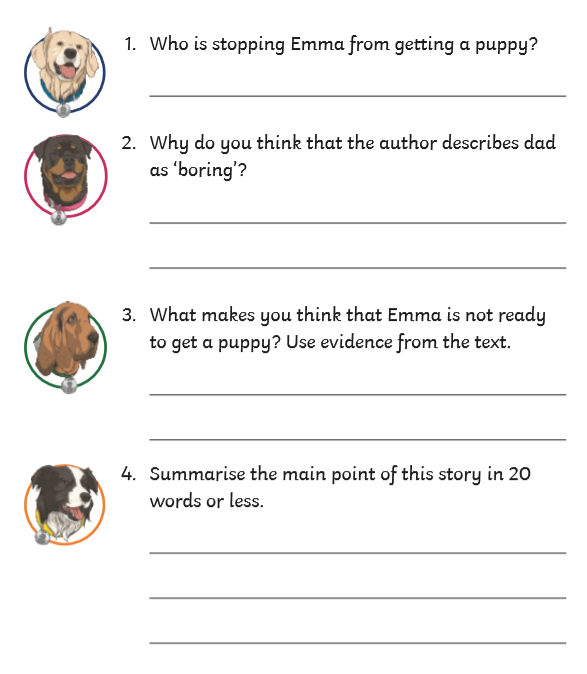 1. Who is stopping Emma from getting a puppy?
2. Why do you think that the author describes dad
as ‘boring’?
3. What makes you think that Emma is not ready
to get a puppy? Use evidence from the text.
4. Summarise the main point of this story in 20
words or less.